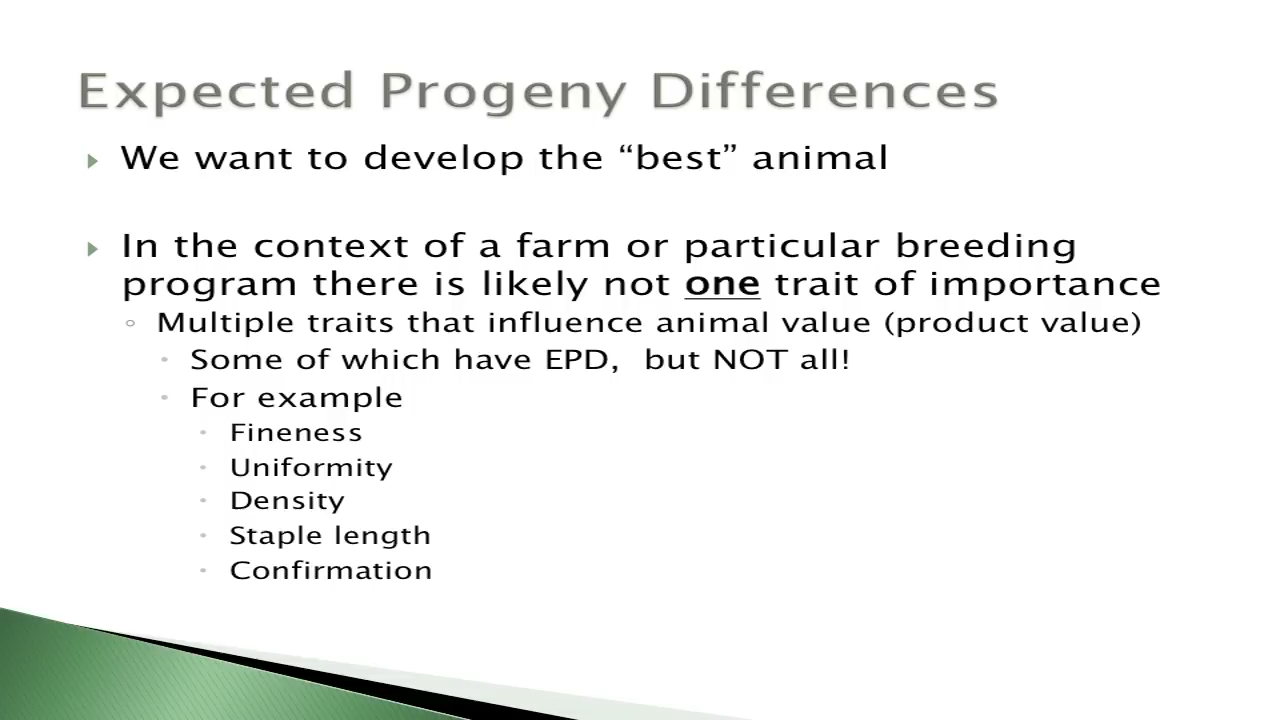 Expected Progeny Differences
We want to develop the “best” animal
In the context of a farm or particular breeding
program there is likely not one trait of importance
Multiple traits that influence animal value (product value)
Some of which have EPD, but NOT all!
For example
Fineness
Uniformity
Density
Staple length
Confirmation